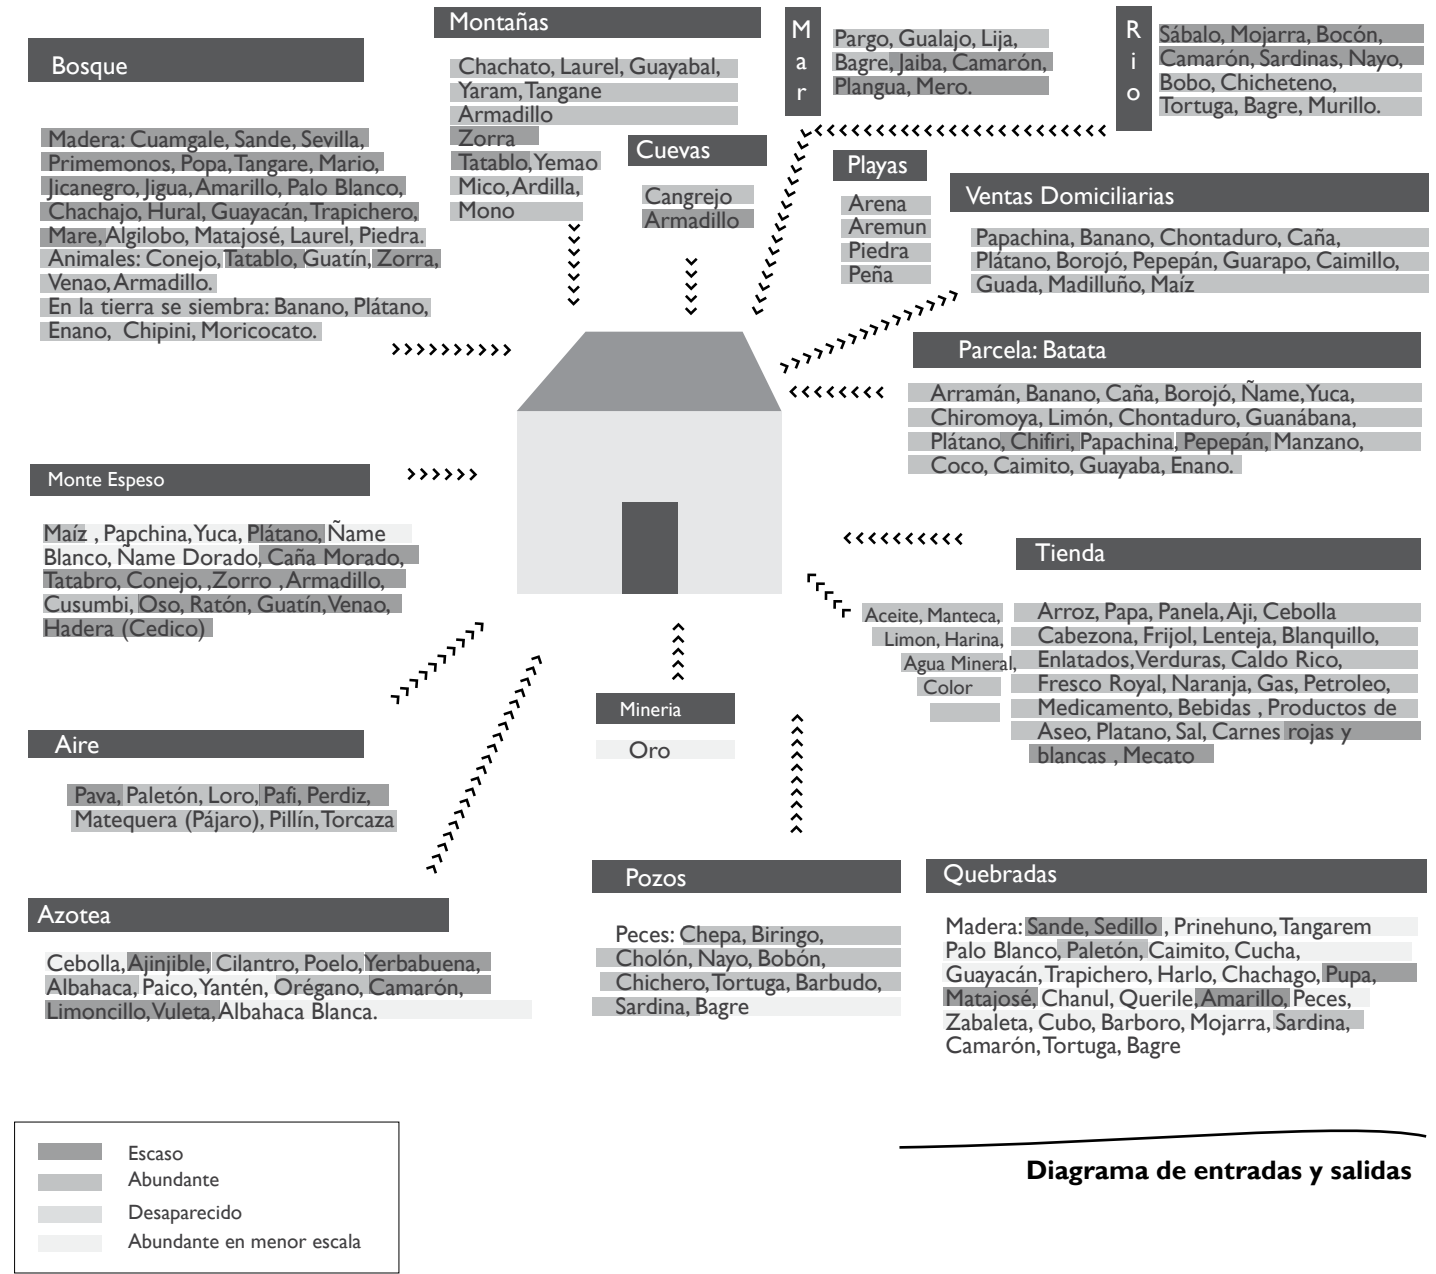 Montañas
Chachato, Laurel, Guayabal,
Yaram, Tangane
Armadillo
Zorra
Tatablo, Yemao
Mico, Ardilla,
Mono
Mar
Pargo, Gualajo, Lija,
Bagre, Jaiba, Camarón,
Plangua, Mero.
Rio
Sábalo, Mojarra, Bocón,
Camarón, Sardinas, Nayo,
Bobo, Chicheteno,
Tortuga, Bagre, Murillo.
Bosque
Madera: Cuamgale, Sande, Sevilla,
Primemonos, Popa, Tangare, Mario,
Jicanegro, Jigua, Amarillo, Palo Blanco,
Chachajo, Hural, Guayacán, Trapichero,
Mare, Algilobo, Matajosé, Laurel, Piedra.
Animales: Conejo, Tatablo, Guatín, Zorra,
Venao, Armadillo.
En la tierra se siembra: Banano, Plátano,
Enano, Chipini, Moricocato.
Cuevas
Cangrejo
Armadillo
Playas
Arena
Aremun
Piedra
Peña
Ventas Domiciliarias
Papachina, Banano, Chontaduro, Caña,
Plátano, Borojó, Pepepán, Guarapo, Caimillo,
Guada, Madilluño, Maíz
Parcela: Batata
Arramán, Banano, Caña, Borojó, Ñame, Yuca,
Chiromoya, Limón, Chontaduro, Guanábana,
Plátano, Chifiri, Papachina, Pepepán, Manzano,
Coco, Caimito, Guayaba, Enano.
Monte Espeso
Maíz , Papchina, Yuca, Plátano, Ñame
Blanco, Ñame Dorado, Caña Morado,
Tatabro, Conejo, ,Zorro ,Armadillo,
Cusumbi, Oso, Ratón, Guatín, Venao,
Hadera (Cedico)
Tienda
Aceite, Manteca,
Limon, Harina,
Agua Mineral,
Color
Arroz, Papa, Panela, Aji, Cebolla
Cabezona, Frijol, Lenteja, Blanquillo,
Enlatados, Verduras, Caldo Rico,
Fresco Royal, Naranja, Gas, Petroleo,
Medicamento, Bebidas , Productos de
Aseo, Platano, Sal, Carnes rojas y
blancas , Mecato
Mineria
Oro
Aire
Pava, Paletón, Loro, Pafi, Perdiz,
Matequera (Pájaro), Pillín, Torcaza
Azotea
Cebolla, Ajinjible, Cilantro, Poelo, Yerbabuena,
Albahaca, Paico, Yantén, Orégano, Camarón,
Limoncillo, Vuleta, Albahaca Blanca.
Pozos
Peces: Chepa, Biringo,
Cholón, Nayo, Bobón,
Chichero, Tortuga, Barbudo,
Sardina, Bagre
Quebradas
Madera: Sande, Sedillo , Prinehuno, Tangarem
Palo Blanco, Paletón, Caimito, Cucha,
Guayacán, Trapichero, Harlo, Chachago, Pupa,
Matajosé, Chanul, Querile, Amarillo, Peces,
Zabaleta, Cubo, Barboro, Mojarra, Sardina,
Camarón, Tortuga, Bagre
Escaso
Abundante
Desaparecido
Abundante en menor escala
Diagrama de entradas y salidas